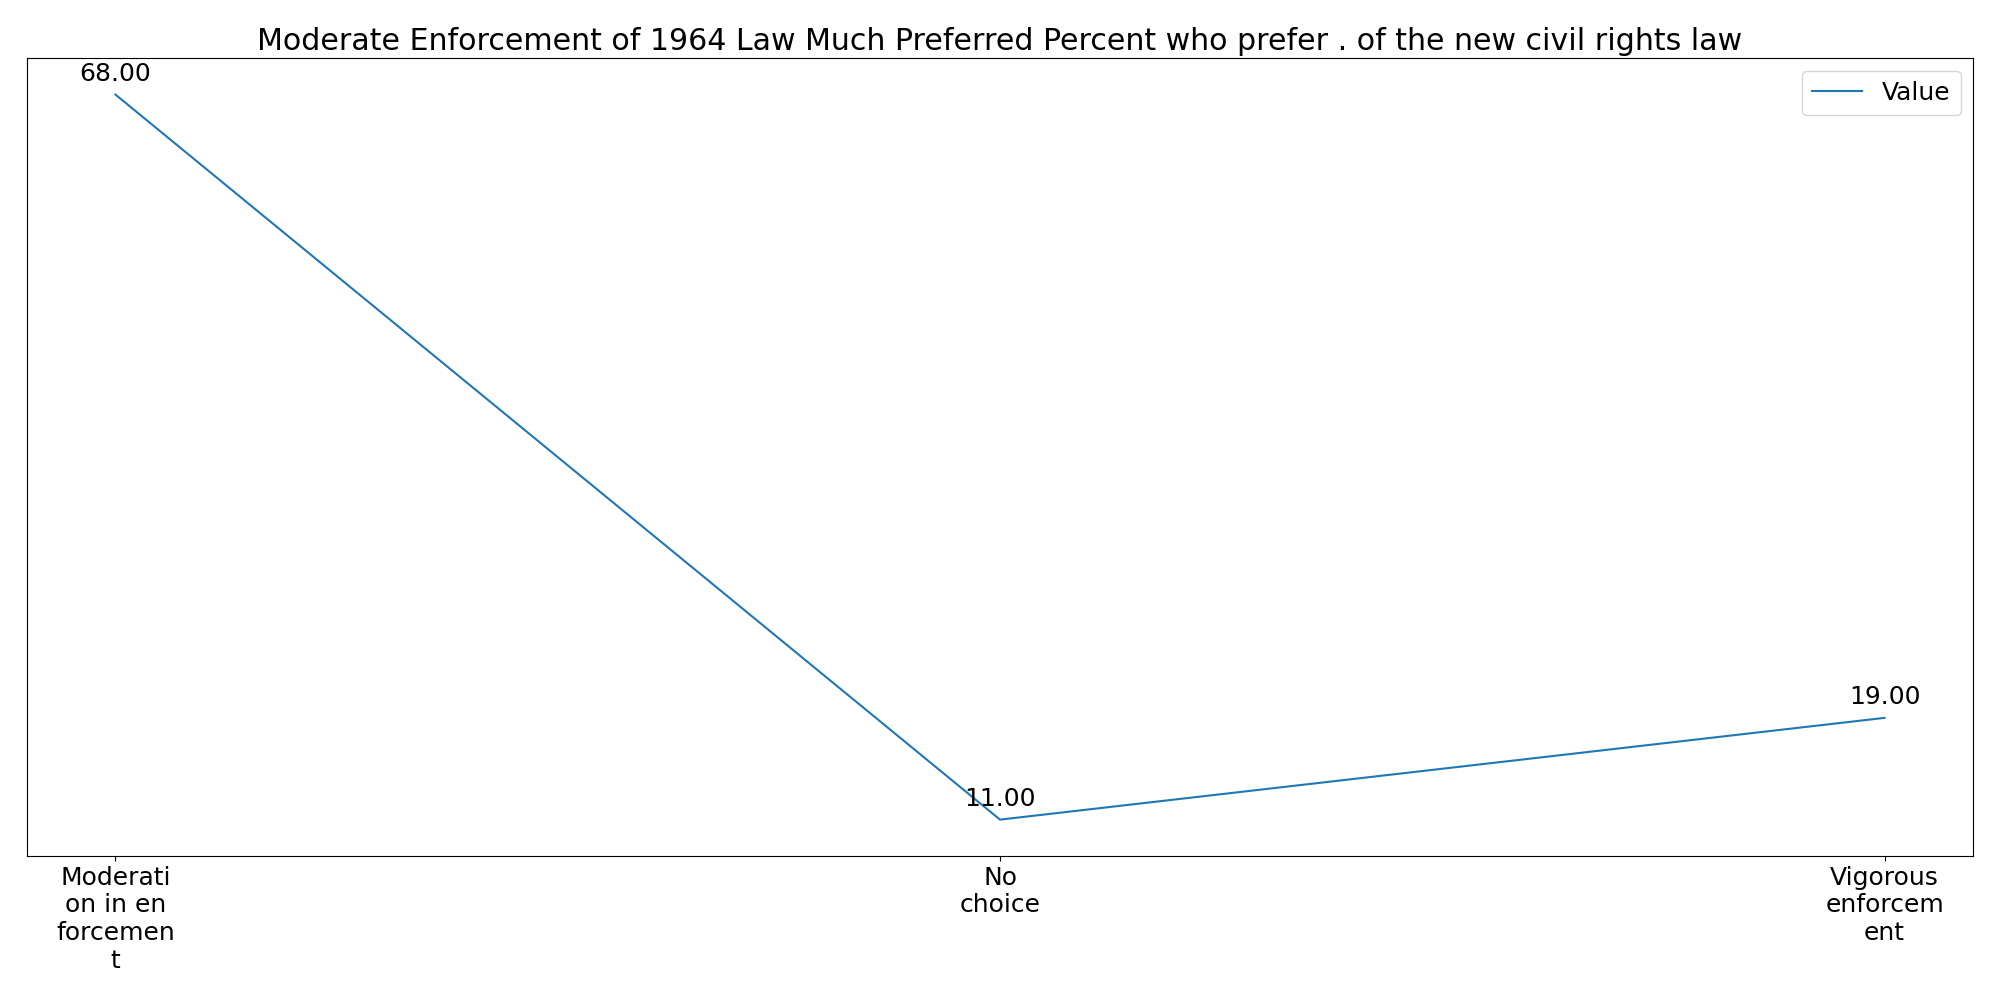 Moderate Enforcement of 1964 Law Much Preferred Percent who prefer . of the new civil rights law
68.00
Value
11.00
19.00
Moderati
on in en
forcemen
t
No
choice
Vigorous
enforcem
ent